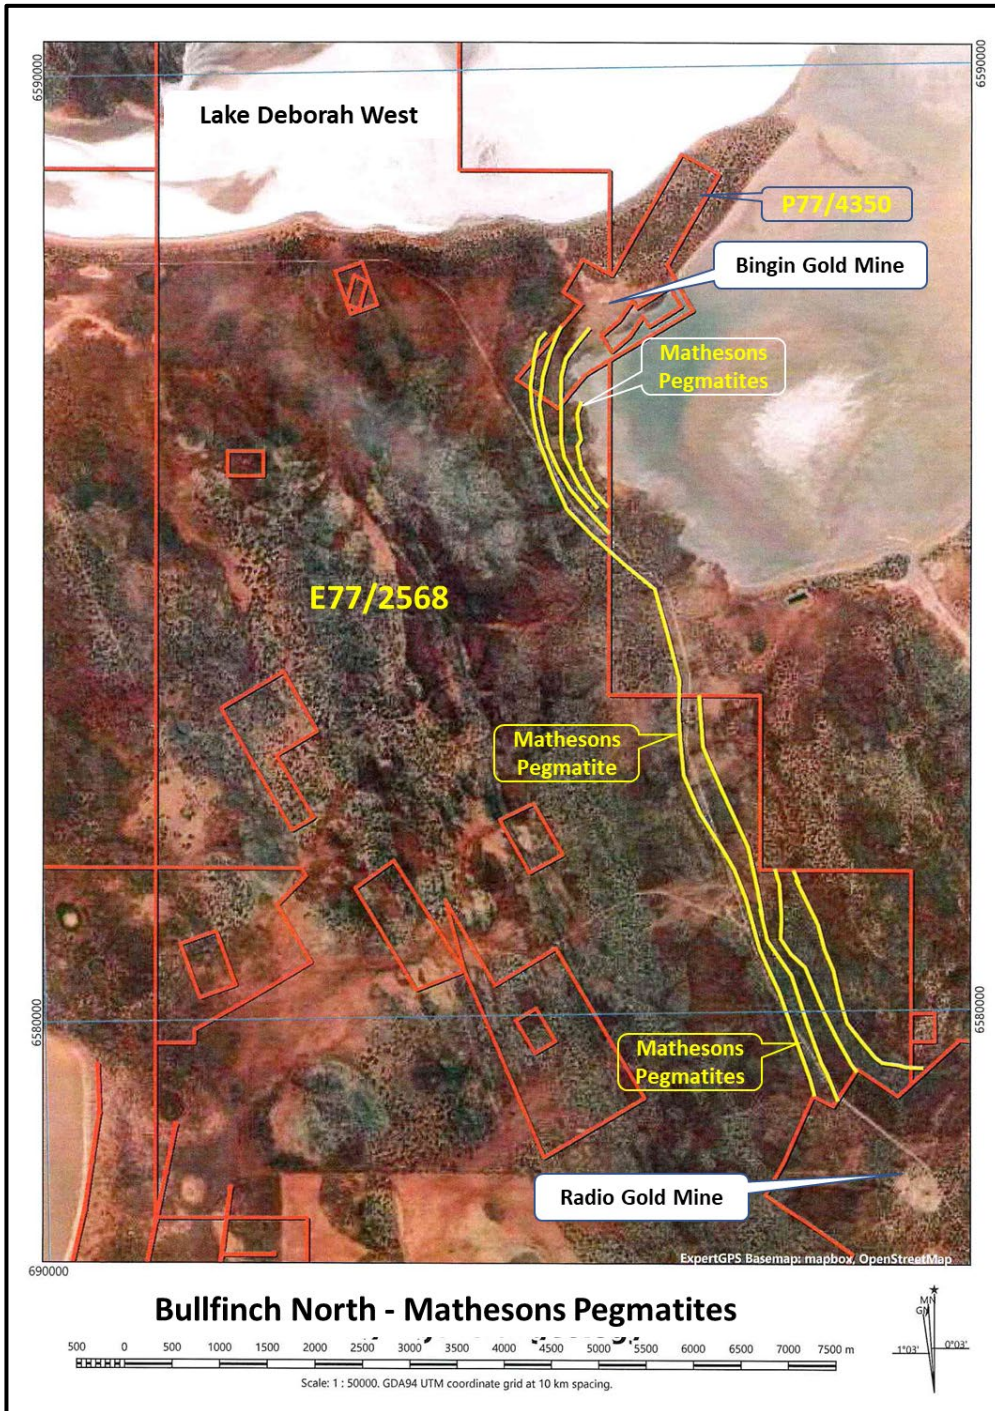 6590000
6590000
Lake Deborah West
P77/4350
Bingin Gold Mine
Mathesons
Pegmatites
E77/2568
Mathesons
Pegmatite
6580000
6580000
Mathesons
Pegmatites
Radio Gold Mine
ExpertGPS Basemap: mapbox, OpenStreetMap
690000
Bullfinch North - Mathesons Pegmatites
500 0 500 1000 1500 2000 2500 3000 3500 4000 4500 5000 5500 6000 6500 7000 7500 m
Scale: 1 : 50000. GDA94 UTM coordinate grid at 10 km spacing.
MN
GN
1°03' 0°03'